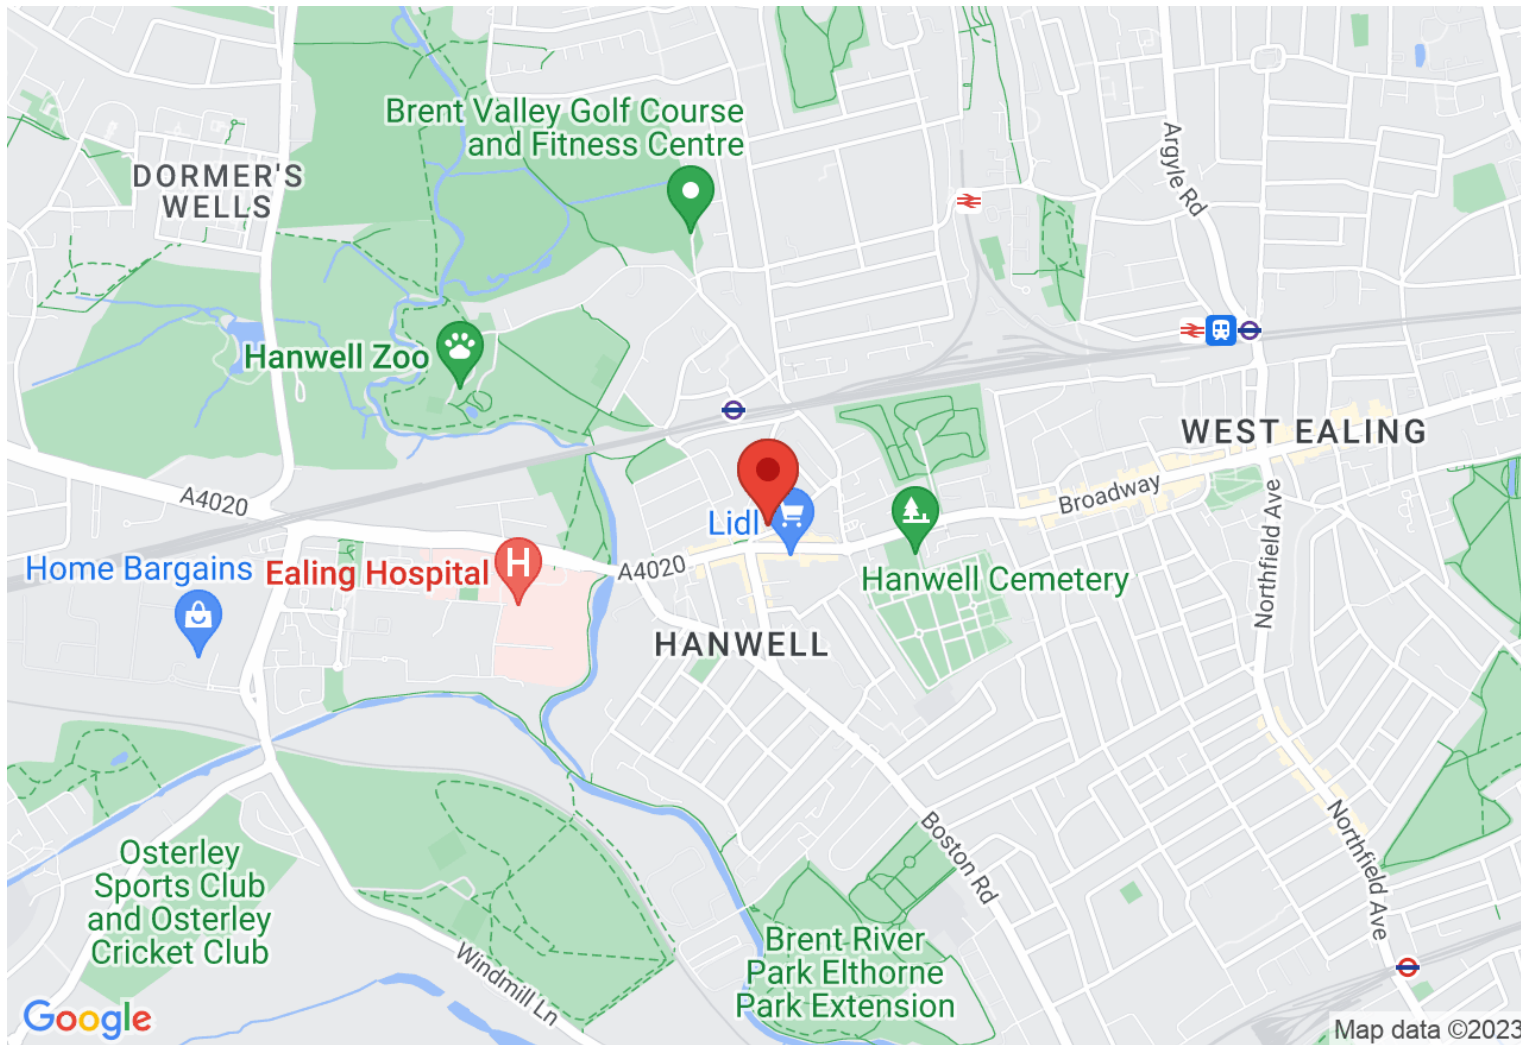 Brent Valley Golf Course
and Fitness Centre
DORMER'S
WELLS
Argyle Rd
Hanwell Zoo
WEST EALING
A4020
Broadway
Lidl
Northfield Ave
Home Bargains
Ealing Hospital
H
A4020
Hanwell Cemetery
HANWELL
Osterley
Sports Club
and Osterley
Cricket Club
Boston Rd
Northfield Ave
Windmill Ln
Brent River
Park Elthorne
Park Extension
Google
Map data ©2023